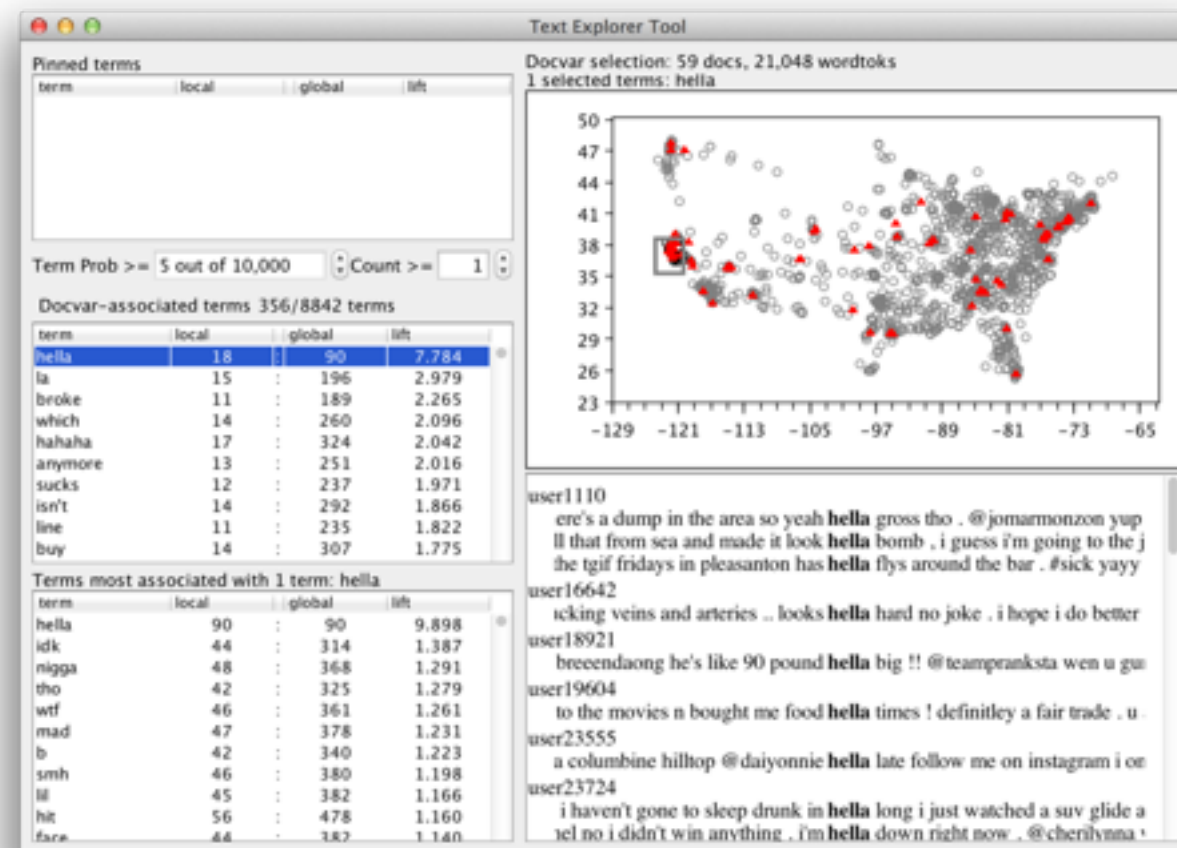 Text Explorer Tool
Pinned terms
term local global lift
Term Prob >= 5 out of 10,000 Count >= 1
Docvar-associated terms 356/8842 terms
term local global lift
hella 18 : 90 7.784
la 15 : 196 2.979
broke 11 : 189 2.265
which 14 : 260 2.096
hahaha 17 : 324 2.042
anymore 13 : 251 2.016
sucks 12 : 237 1.971
isn't 14 : 292 1.866
line 11 : 235 1.822
buy 14 : 307 1.775
Terms most associated with 1 term: hella
term local global lift
hella 90 : 90 9.898
idk 44 : 314 1.387
nigga 48 : 368 1.291
tho 42 : 325 1.279
wtf 46 : 361 1.261
mad 47 : 378 1.231
b 42 : 340 1.223
smh 46 : 380 1.198
lil 45 : 382 1.166
hit 56 : 478 1.160
face 44 : 382 1.140
Docvar selection: 59 docs, 21,048 wordtoks
1 selected terms: hella
50
47
44
41
38
35
32
29
26
23
-129 -121 -113 -105 -97 -89 -81 -73 -65
user1110
ere's a dump in the area so yeah hella gross tho . @jomarmonzon yup
ll that from sea and made it look hella bomb , i guess i'm going to the j
the tgif fridays in pleasanton has hella flys around the bar . #sick yayy
user16642
icking veins and arteries .. looks hella hard no joke . i hope i do better
user18921
breeendaong he's like 90 pound hella big !! @teampranksta wen u gu
user19604
to the movies n bought me food hella times ! definitley a fair trade . u
user23555
a columbine hilltop @daiyonnie hella late follow me on instagram i on
user23724
i haven't gone to sleep drunk in hella long i just watched a suv glide a
no i didn't win anything . i'm hella down right now . @cherilynna